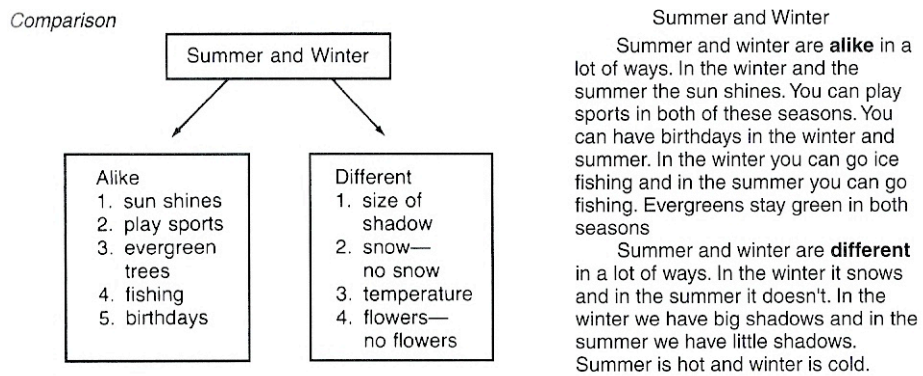 Comparison
Summer and Winter
Alike
1. sun shines
2. play sports
3. evergreen
trees
4. fishing
5. birthdays
Different
1. size of
shadow
2. snow—
no snow
3. temperature
4. flowers—
no flowers
Summer and Winter
Summer and winter are alike in a
lot of ways. In the winter and the
summer the sun shines. You can play
sports in both of these seasons. You
can have birthdays in the winter and
summer. In the winter you can go ice
fishing and in the summer you can go
fishing. Evergreens stay green in both
seasons
Summer and winter are different
in a lot of ways. In the winter it snows
and in the summer it doesn't. In the
winter we have big shadows and in the
summer we have little shadows.
Summer is hot and winter is cold.